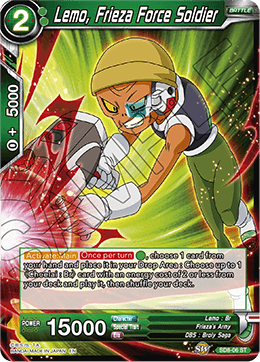 2
Lemo, Frieza Force Soldier
BATTLE
0 + 5000
Activate:Main Once per turn , choose 1 card from
your hand and place it in your Drop Area : Choose up to 1
with an energy cost of 2 or less from
your deck and play it, then shuffle your deck.
POWER
15000
Character
Lemo : Br
Special Trait
Frieza's Army
Era
DBS : Broly Saga
SD8-06 ST